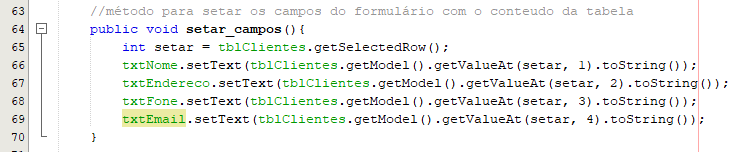 63 //método para setar os campos do formulário com o conteudo da tabela
64 public void setar_campos(){
65 int setar = tblClientes.getSelectedRow();
66 txtNome.setText(tblClientes.getModel().getValueAt(setar, 1).toString());
67 txtEndereco.setText(tblClientes.getModel().getValueAt(setar, 2).toString());
68 txtFone.setText(tblClientes.getModel().getValueAt(setar, 3).toString());
69 txtEmail.setText(tblClientes.getModel().getValueAt(setar, 4).toString());
70 }